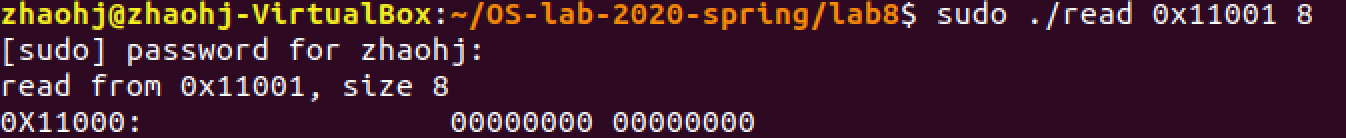 zhaohj@zhaohj-VirtualBox:~/OS-lab-2020-spring/lab8$ sudo ./read 0x11001 8
[sudo] password for zhaohj:
read from 0x11001, size 8
0X11000:                 00000000 00000000